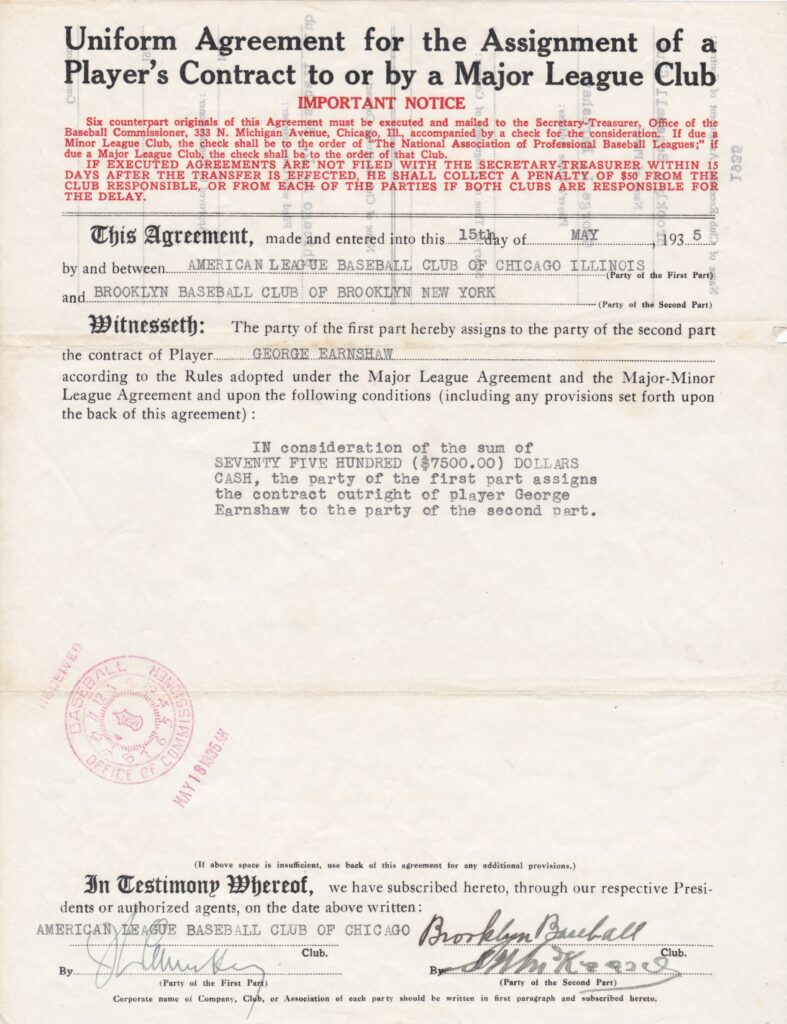 Uniform Agreement for the Assignment of a
Player's Contract to or by a Major League Club
IMPORTANT NOTICE
Six counterpart originals of this Agreement must be executed and mailed to the Secretary-Treasurer, Office of the
Baseball Commissioner, 333 N. Michigan Avenue, Chicago, Ill., accompanied by a check for the consideration. If due a
Minor League Club, the check shall be to the order of "The National Association of Professional Baseball Leagues;" if
due a Major League Club, the check shall be to the order of that Club.
IF EXECUTED AGREEMENTS ARE NOT FILED WITH THE SECRETARY-TREASURER WITHIN 15
DAYS AFTER THE TRANSFER IS EFFECTED, HE SHALL COLLECT A PENALTY OF $50 FROM THE
CLUB RESPONSIBLE, OR FROM EACH OF THE PARTIES IF BOTH CLUBS ARE RESPONSIBLE FOR
THE DELAY.
This Agreement, made and entered into this 15th day of MAY, 1935
by and between AMERICAN LEAGUE BASEBALL CLUB OF CHICAGO ILLINOIS
(Party of the First Part)
and BROOKLYN BASEBALL CLUB OF BROOKLYN NEW YORK
(Party of the Second Part)
Witnesseth: The party of the first part hereby assigns to the party of the second part
the contract of Player GEORGE EARNSHAW
according to the Rules adopted under the Major League Agreement and the Major-Minor
League Agreement and upon the following conditions (including any provisions set forth upon
the back of this agreement) :
IN consideration of the sum of
SEVENTY FIVE HUNDRED ($7500.00) DOLLARS
CASH, the party of the first part assigns
the contract outright of player George
Earnshaw to the party of the second part.
RECEIVED
BASEBALL
OFFICE OF COMMISSIONER
MAY 18 1935 AM
(If above space is insufficient, use back of this agreement for any additional provisions.)
In Testimony Whereof, we have subscribed hereto, through our respective Presi-
dents or authorized agents, on the date above written :
AMERICAN LEAGUE BASEBALL CLUB OF CHICAGO Brooklyn Baseball
Club. Club.
By By
(Party of the First Part) (Party of the Second Part)
Corporate name of Company, Club, or Association of each party should be written in first paragraph and subscribed hereto.